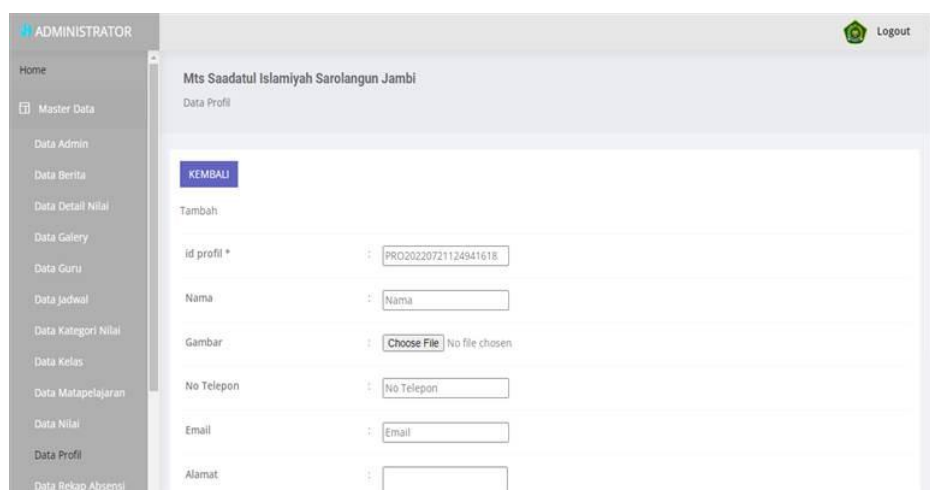 ADMINISTRATOR
Logout
Home
Master Data
Data Admin
Data Berita
Data Detail Nilai
Data Galery
Data Guru
Data Jadwal
Data Kategori Nilai
Data Kelas
Data Matapelajaran
Data Nilai
Data Profil
Data Rekap Absensi
Mts Saadatul Islamiyah Sarolangun Jambi
Data Profil
KEMBALI
Tambah
id profil * : PRO20220721124941618
Nama : Nama
Gambar : Choose File No file chosen
No Telepon : No Telepon
Email : Email
Alamat :